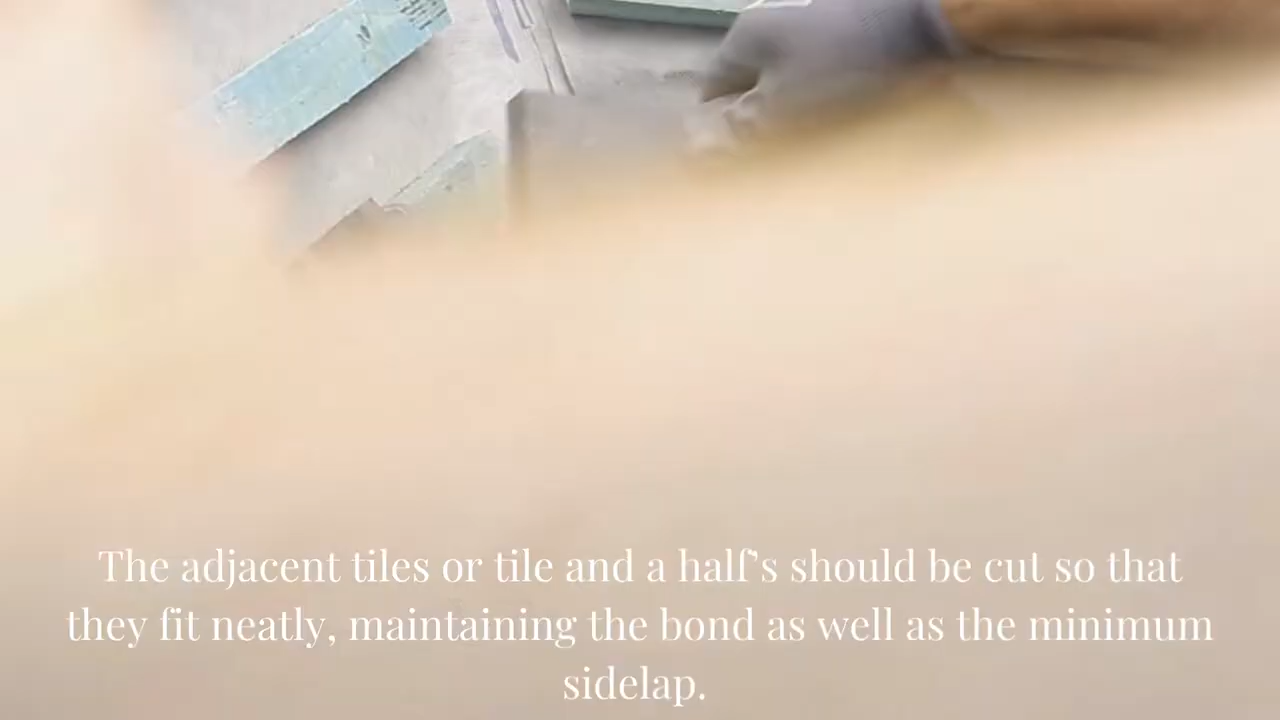 The adjacent tiles or tile and a half's should be cut so that
they fit neatly, maintaining the bond as well as the minimum
sidelap.